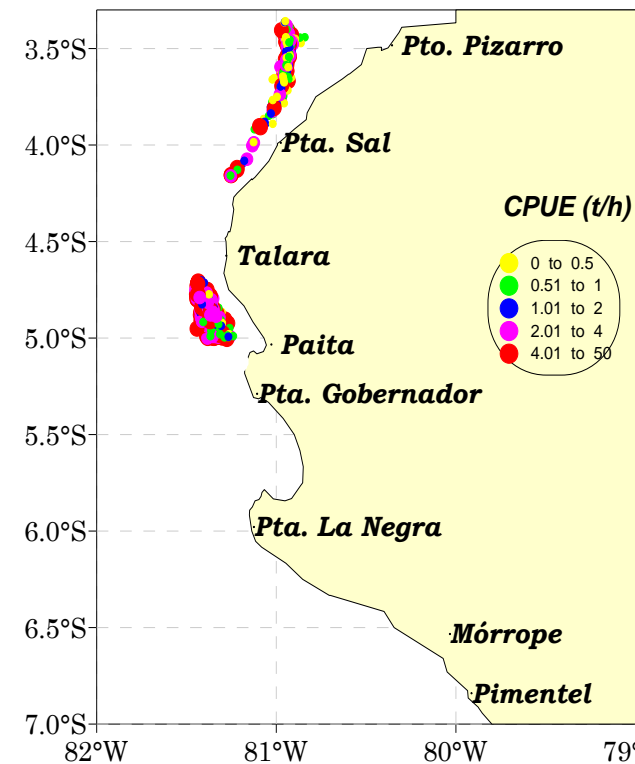 3.5°S
Pto. Pizarro
4.0°S
Pta. Sal
CPUE (t/h)
4.5°S
Talara
0 to 0.5
0.51 to 1
1.01 to 2
2.01 to 4
4.01 to 50
5.0°S
Paita
Pta. Gobernador
5.5°S
6.0°S
Pta. La Negra
6.5°S
Mórrope
Pimentel
7.0°S
82°W
81°W
80°W
79°